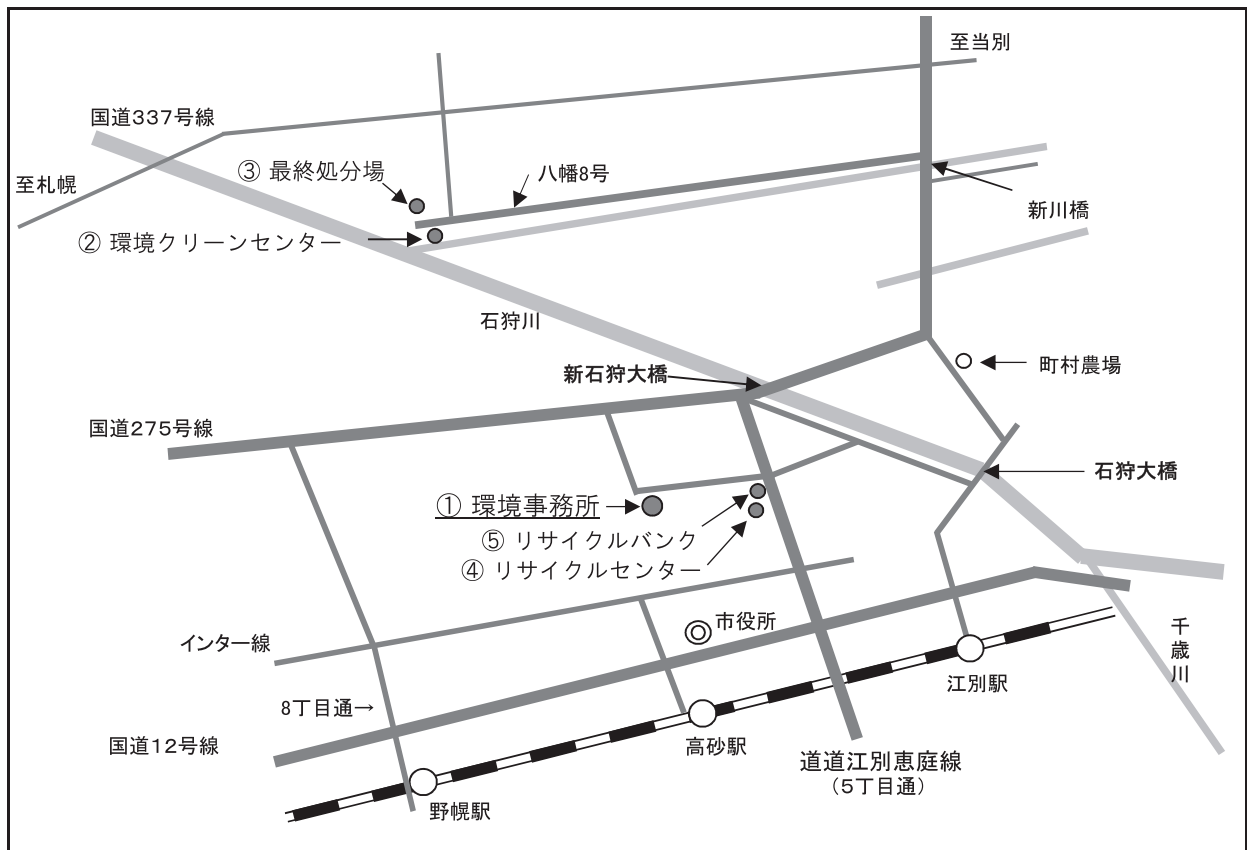 至当別
国道337号線
③ 最終処分場
八幡8号
至札幌
新川橋
② 環境クリーンセンター
石狩川
町村農場
新石狩大橋
国道275号線
石狩大橋
① 環境事務所
⑤ リサイクルバンク
④ リサイクルセンター
市役所
インター線
千歳川
江別駅
8丁目通→
国道12号線
高砂駅
道道江別恵庭線
（5丁目通）
野幌駅